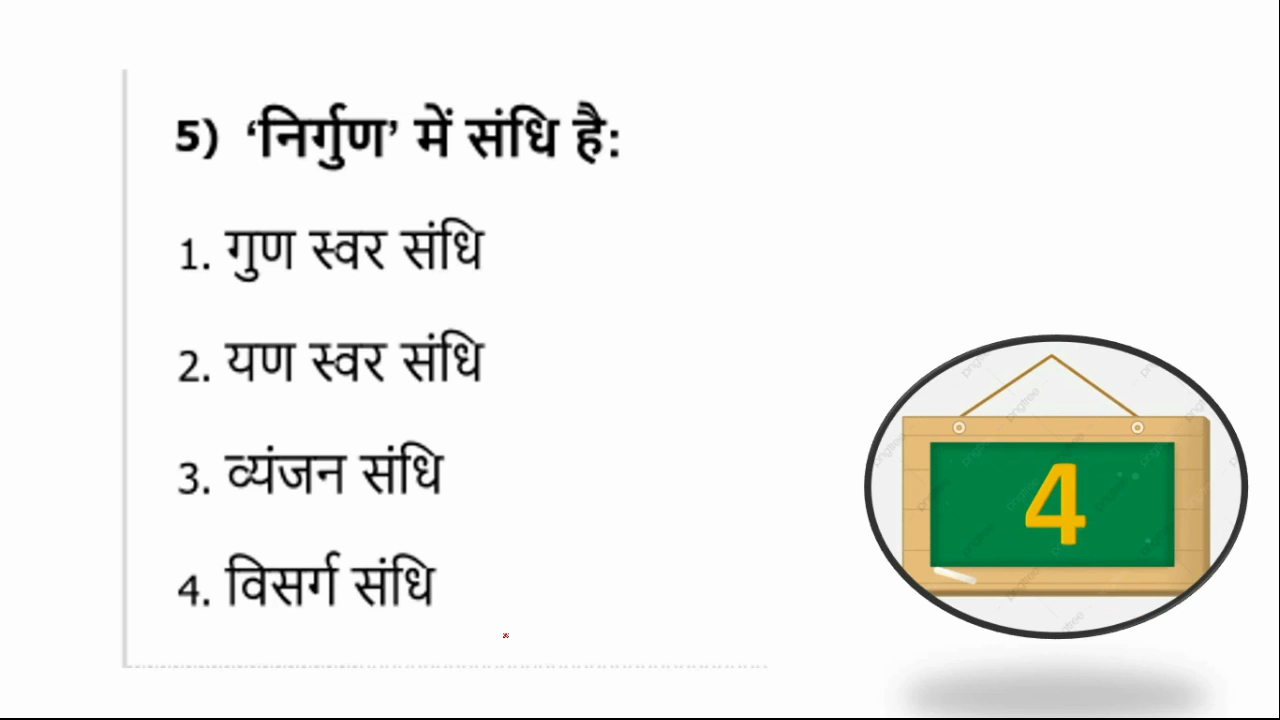 5) ‘निर्गुण’ में संधि है:
1. गुण स्वर संधि
2. यण स्वर संधि
3. व्यंजन संधि
4. विसर्ग संधि
4